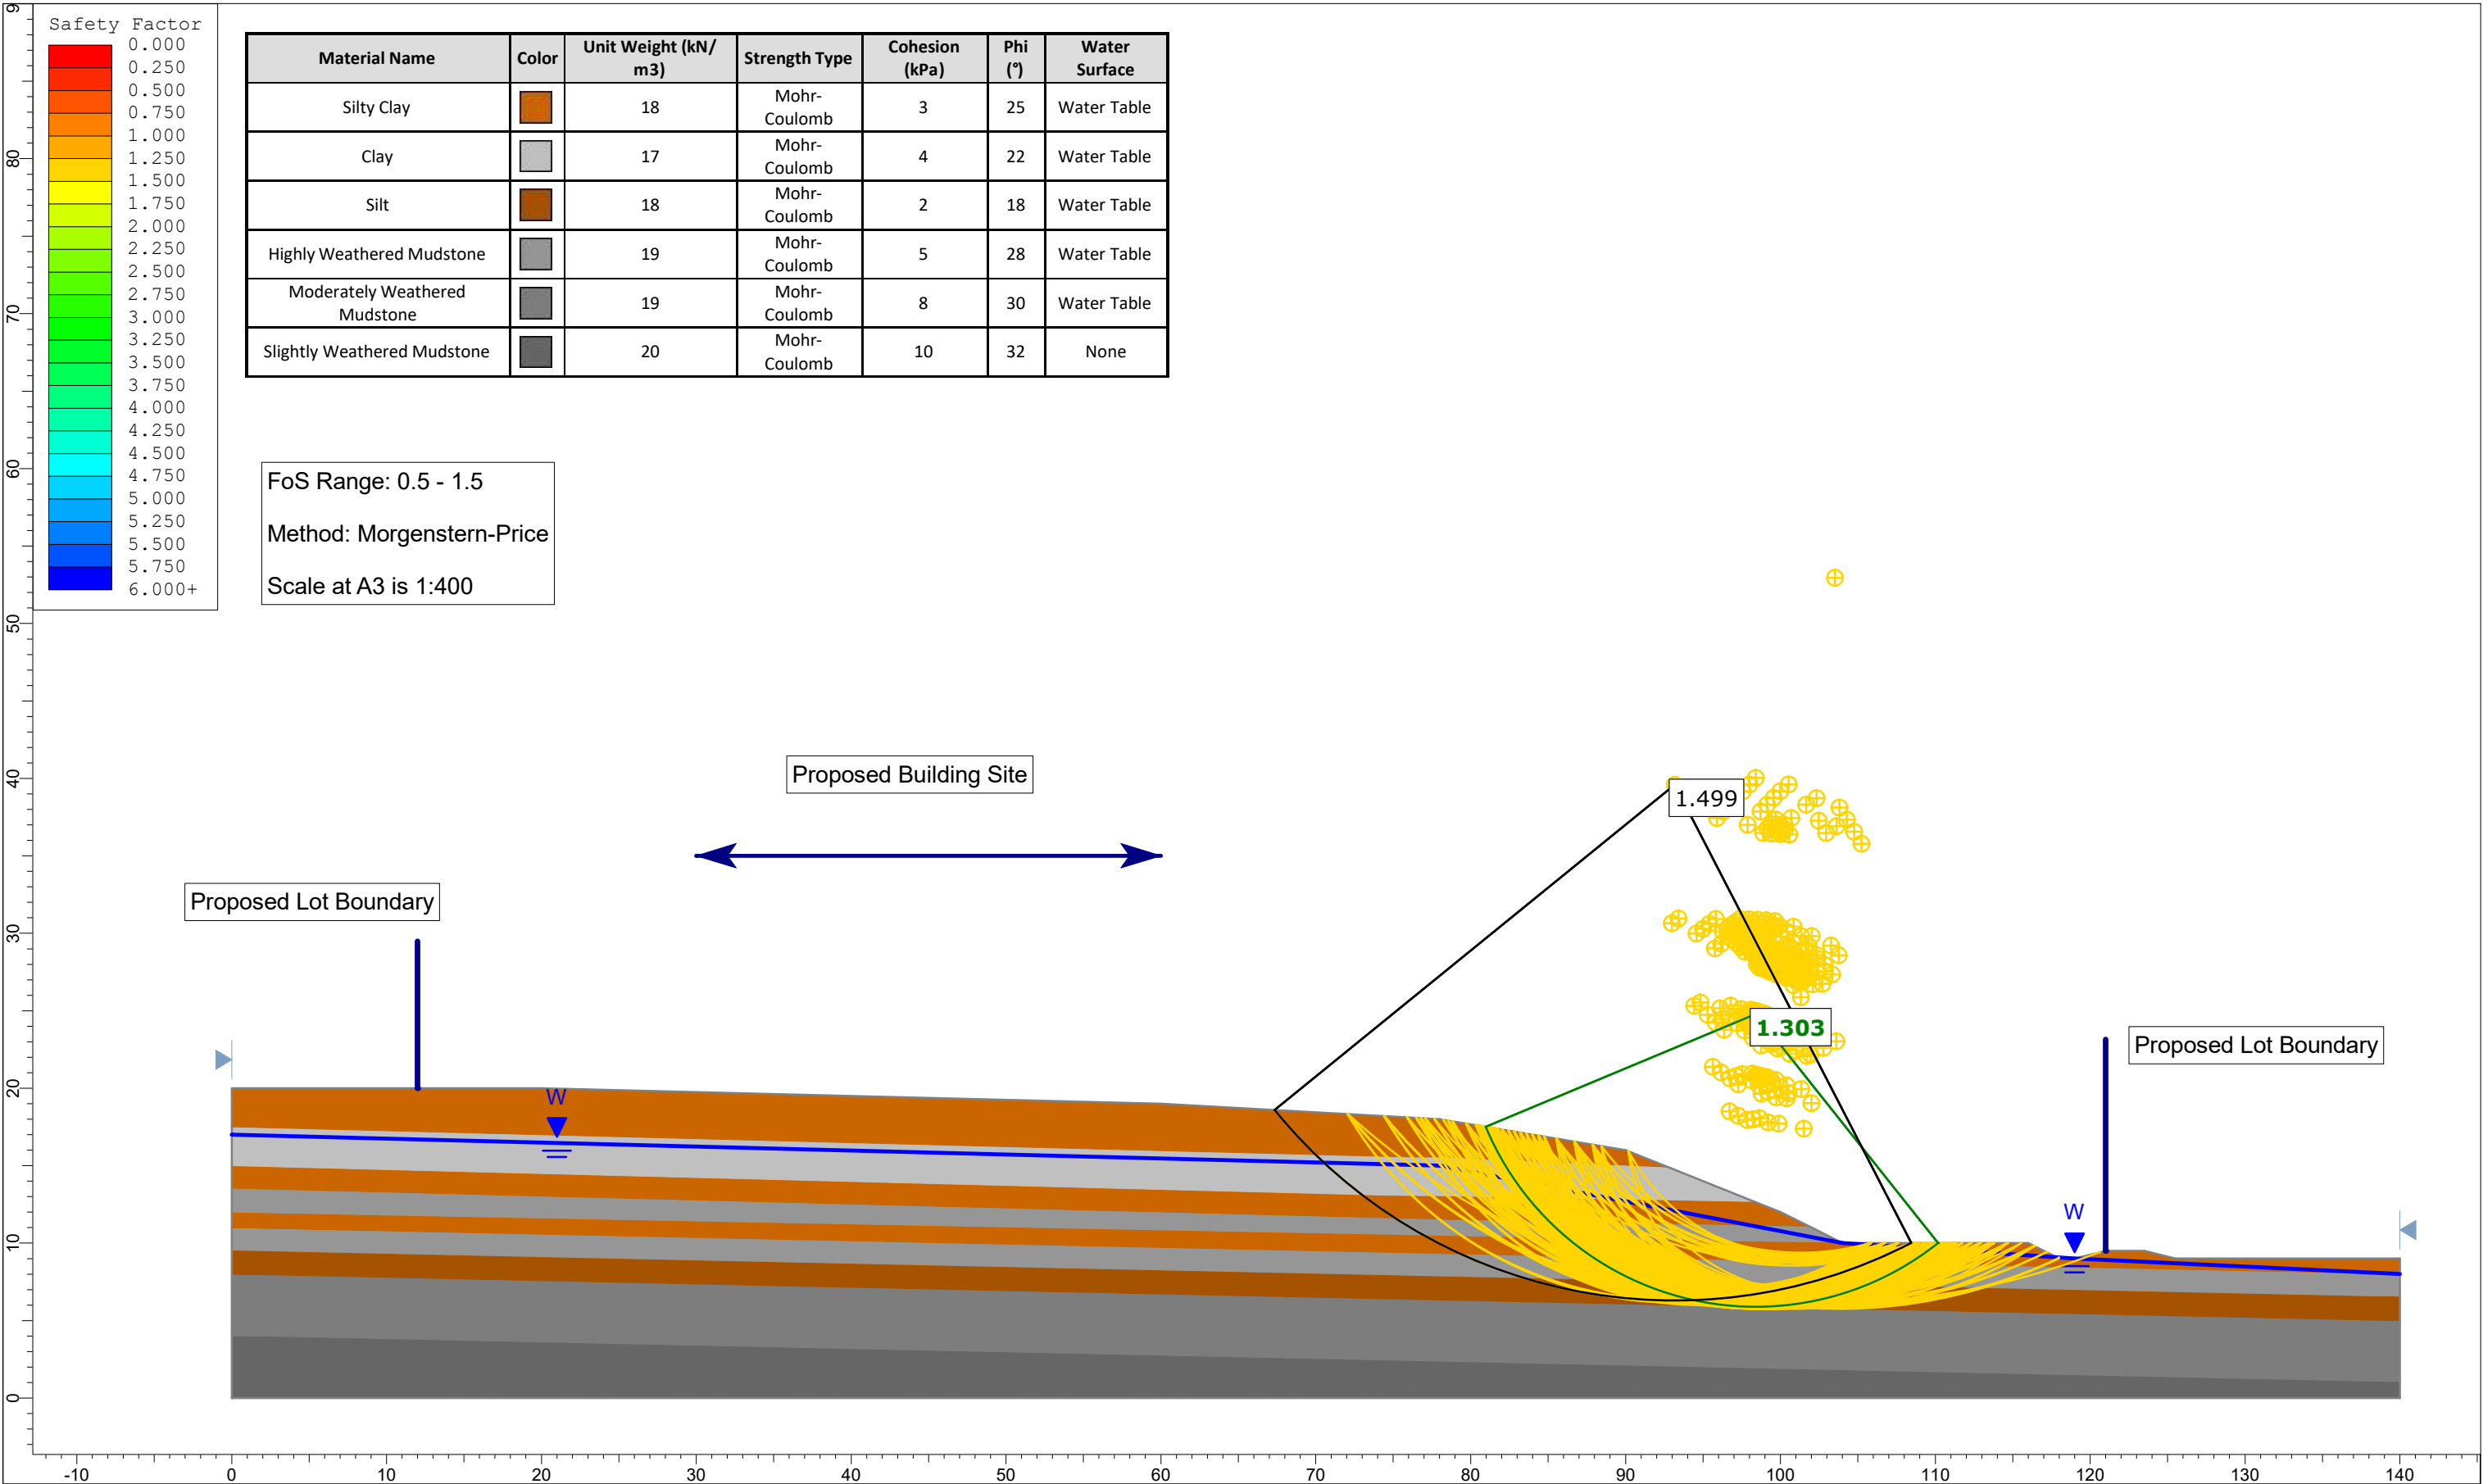 Safety Factor
0.000
0.250
0.500
0.750
1.000
1.250
1.500
1.750
2.000
2.250
2.500
2.750
3.000
3.250
3.500
3.750
4.000
4.250
4.500
4.750
5.000
5.250
5.500
5.750
6.000+
Material Name Color Unit Weight (kN/ m3) Strength Type Cohesion (kPa) Phi (°) Water Surface
Silty Clay 18 Mohr-Coulomb 3 25 Water Table
Clay 17 Mohr-Coulomb 4 22 Water Table
Silt 18 Mohr-Coulomb 2 18 Water Table
Highly Weathered Mudstone 19 Mohr-Coulomb 5 28 Water Table
Moderately Weathered Mudstone 19 Mohr-Coulomb 8 30 Water Table
Slightly Weathered Mudstone 20 Mohr-Coulomb 10 32 None
FoS Range: 0.5 - 1.5
Method: Morgenstern-Price
Scale at A3 is 1:400
Proposed Building Site
1.499
Proposed Lot Boundary
1.303
Proposed Lot Boundary
W
W
9
80
70
60
50
40
30
20
10
0
-10 0 10 20 30 40 50 60 70 80 90 100 110 120 130 140